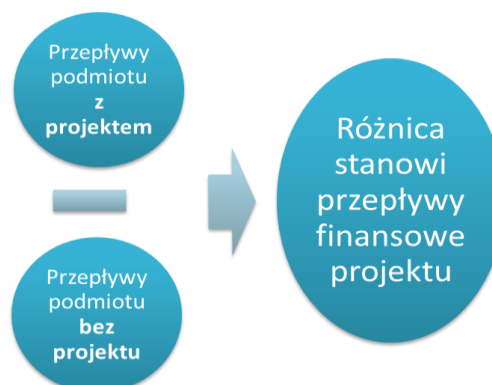 Przepływy
podmiotu
z
projektem
Przepływy
podmiotu
bez
projektu
Różnica
stanowi
przepływy
finansowe
projektu